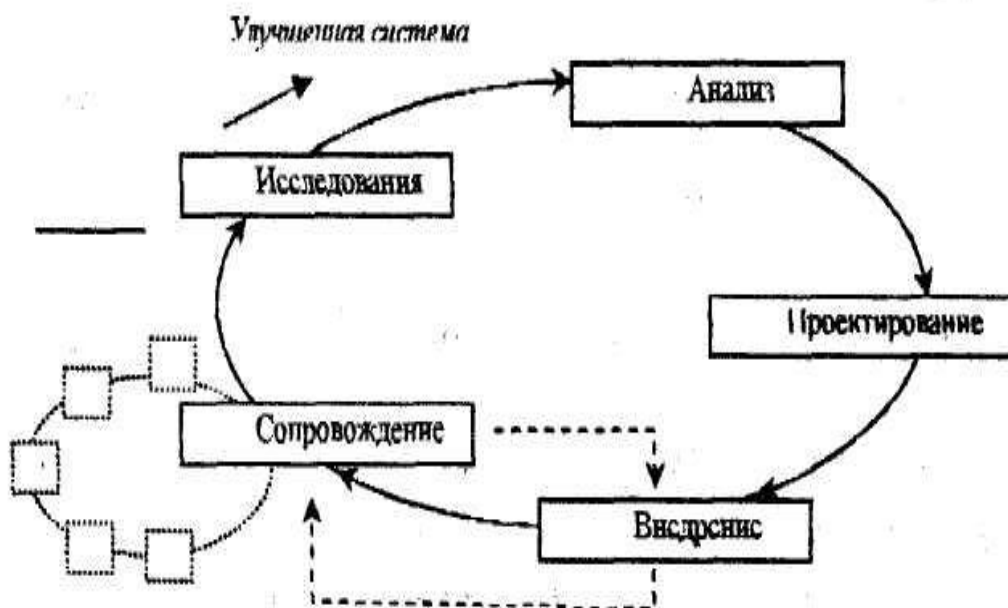 Улучшенная система
Анализ
Исследования
Проектирование
Сопровождение
Внедрение